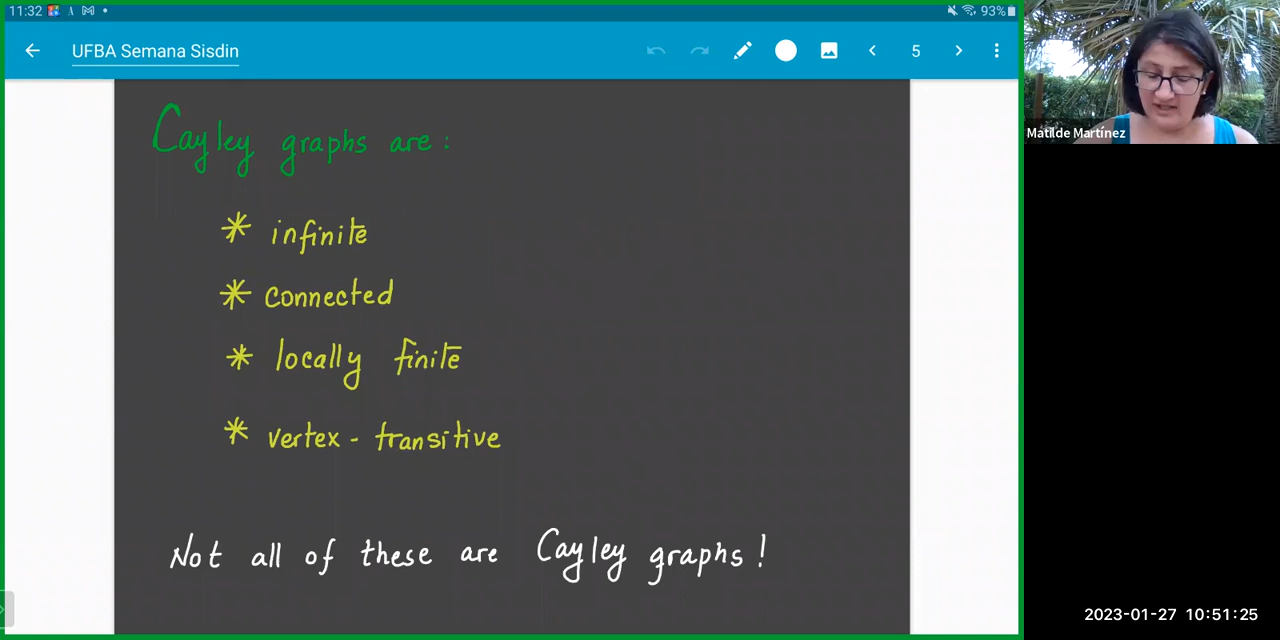 11:32
93%
UFBA Semana Sisdin
5
Cayley graphs are:
* infinite
* connected
* locally finite
* vertex - transitive
Not all of these are Cayley graphs!
Matilde Martínez
2023-01-27 10:51:25